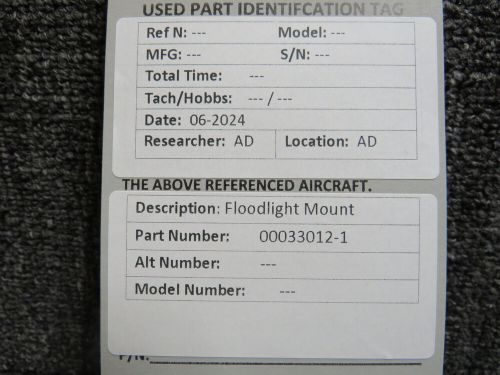 USED PART IDENTIFCATION TAG
Ref N: --- Model: ---
MFG: --- S/N: ---
Total Time: ---
Tach/Hobbs: --- / ---
Date: 06-2024
Researcher: AD Location: AD
THE ABOVE REFERENCED AIRCRAFT.
Description: Floodlight Mount
Part Number: 00033012-1
Alt Number: ---
Model Number: ---
P/N: